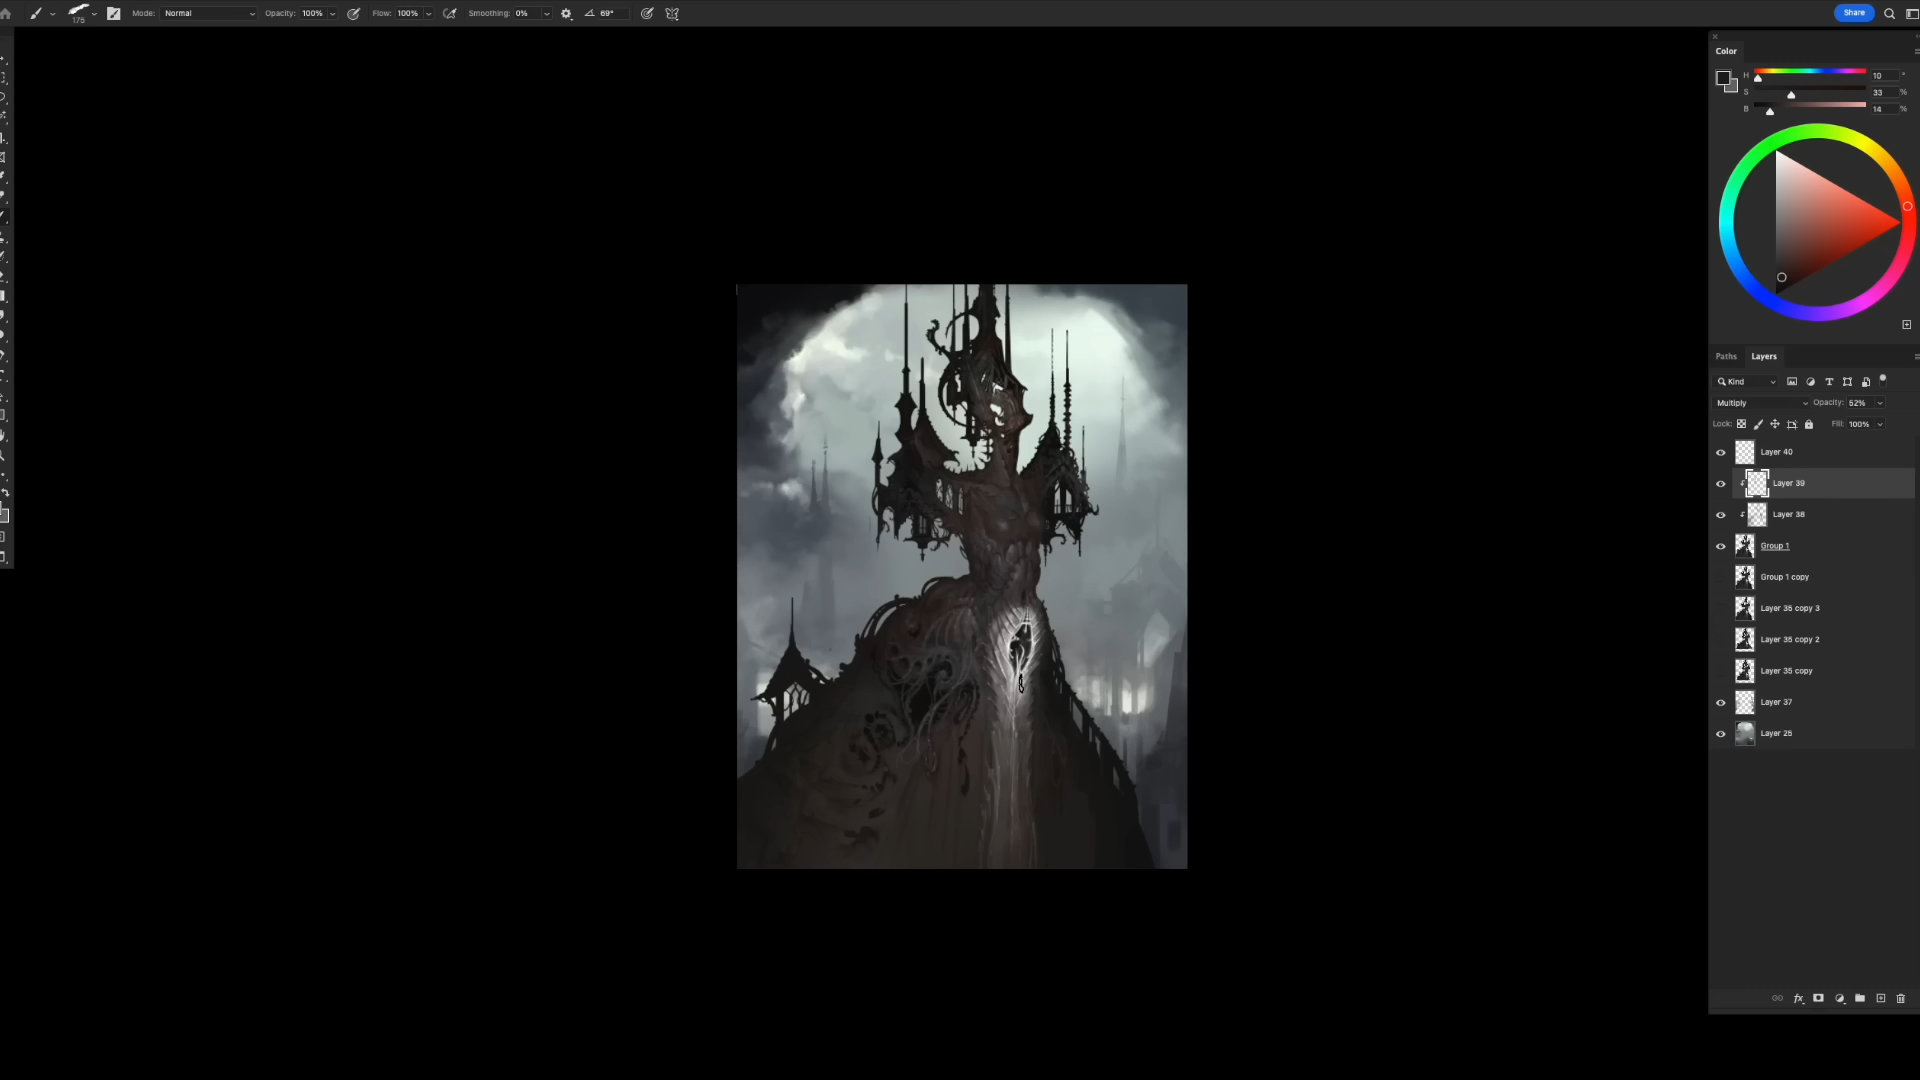 Mode: Normal Opacity: 100% Flow: 100% Smoothing: 0% 69° Share
175
Color
H 10 °
S 33 %
B 14 %
Paths Layers
Kind
Multiply Opacity: 52%
Lock: Fill: 100%
Layer 40
Layer 39
Layer 38
Group 1
Group 1 copy
Layer 35 copy 3
Layer 35 copy 2
Layer 35 copy
Layer 37
Layer 25
fx